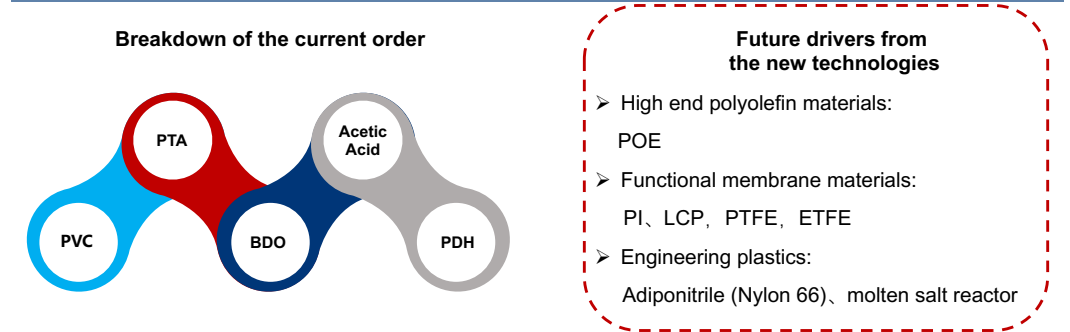 Breakdown of the current order
PTA
Acetic
Acid
PVC
BDO
PDH
Future drivers from
the new technologies
➢ High end polyolefin materials:
POE
➢ Functional membrane materials:
PI、LCP，PTFE，ETFE
➢ Engineering plastics:
Adiponitrile (Nylon 66)、molten salt reactor